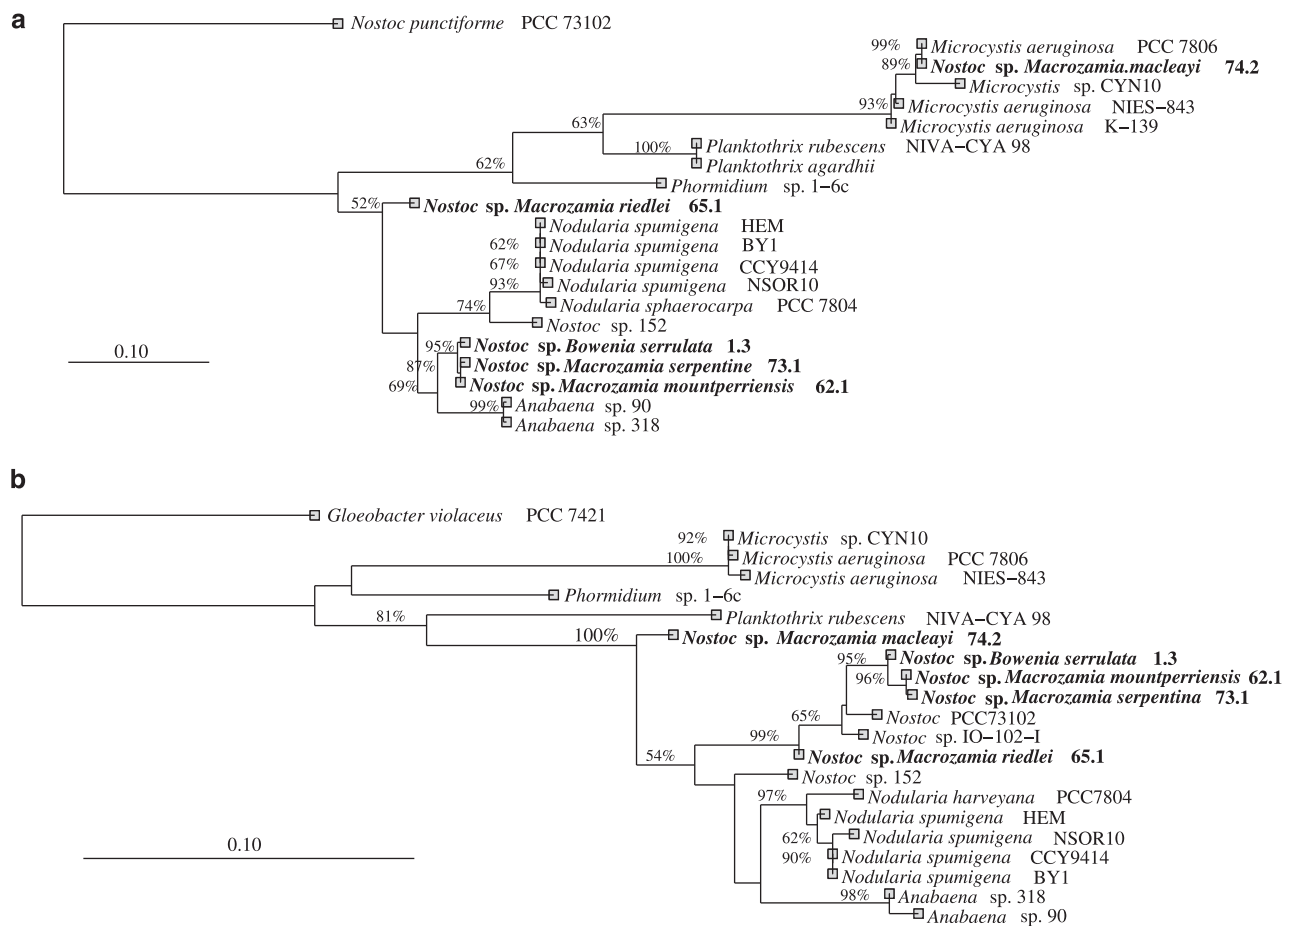 a
Nostoc punctiforme PCC 73102
99% Microcystis aeruginosa PCC 7806
89% Nostoc sp. Macrozamia.macleayi 74.2
Microcystis sp. CYN10
93% Microcystis aeruginosa NIES−843
63% Microcystis aeruginosa K−139
100% Planktothrix rubescens NIVA−CYA 98
62% Planktothrix agardhii
Phormidium sp. 1−6c
52% Nostoc sp. Macrozamia riedlei 65.1
Nodularia spumigena HEM
62% Nodularia spumigena BY1
67% Nodularia spumigena CCY9414
93% Nodularia spumigena NSOR10
74% Nodularia sphaerocarpa PCC 7804
Nostoc sp. 152
0.10 95% Nostoc sp. Bowenia serrulata 1.3
87% Nostoc sp. Macrozamia serpentine 73.1
69% Nostoc sp. Macrozamia mountperriensis 62.1
99% Anabaena sp. 90
Anabaena sp. 318
b
Gloeobacter violaceus PCC 7421
92% Microcystis sp. CYN10
100% Microcystis aeruginosa PCC 7806
Microcystis aeruginosa NIES−843
Phormidium sp. 1−6c
81% Planktothrix rubescens NIVA−CYA 98
100% Nostoc sp. Macrozamia macleayi 74.2
95% Nostoc sp. Bowenia serrulata 1.3
96% Nostoc sp. Macrozamia mountperriensis 62.1
Nostoc sp. Macrozamia serpentina 73.1
65% Nostoc PCC73102
99% Nostoc sp. IO−102−I
54% Nostoc sp. Macrozamia riedlei 65.1
Nostoc sp. 152
97% Nodularia harveyana PCC7804
Nodularia spumigena HEM
62% Nodularia spumigena NSOR10
0.10 90% Nodularia spumigena CCY9414
Nodularia spumigena BY1
98% Anabaena sp. 318
Anabaena sp. 90